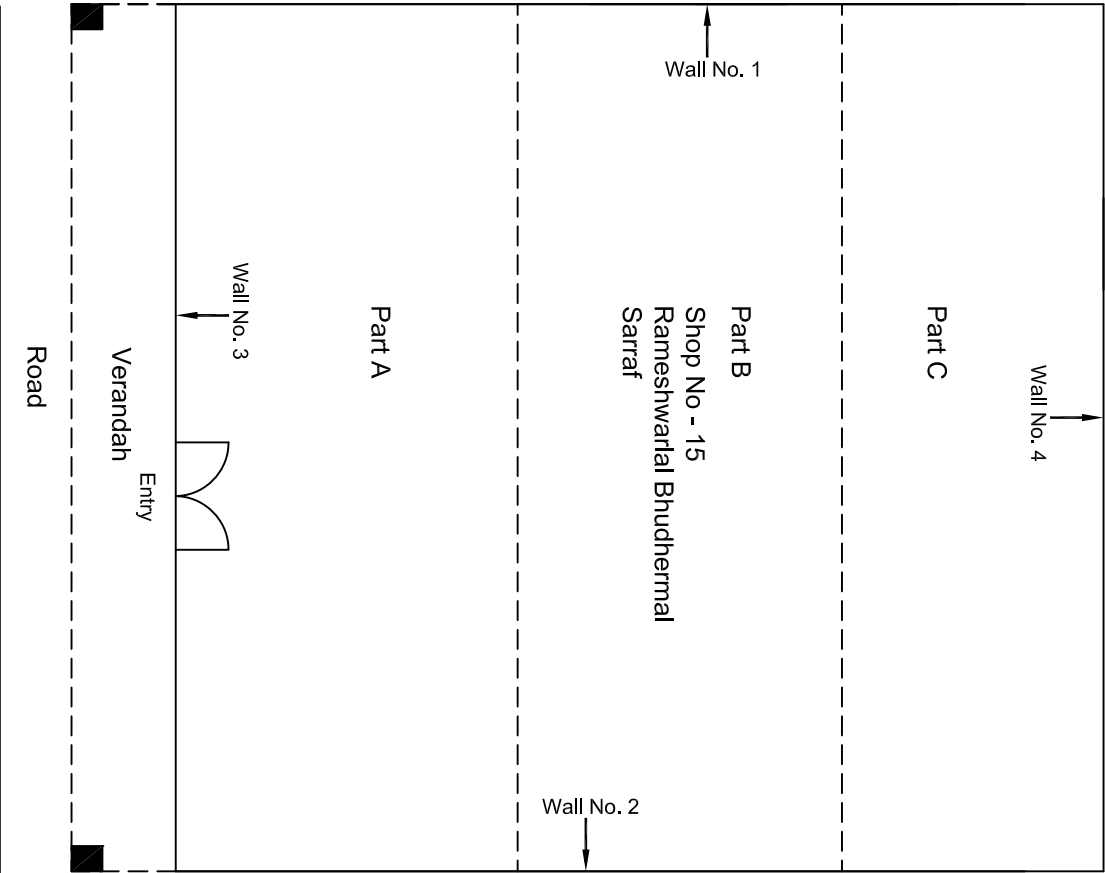 Wall No. 1
Wall No. 4
Part C
Part B
Shop No - 15
Rameshwarlal Bhudhermal
Sarraf
Part A
Wall No. 3
Entry
Verandah
Road
Wall No. 2